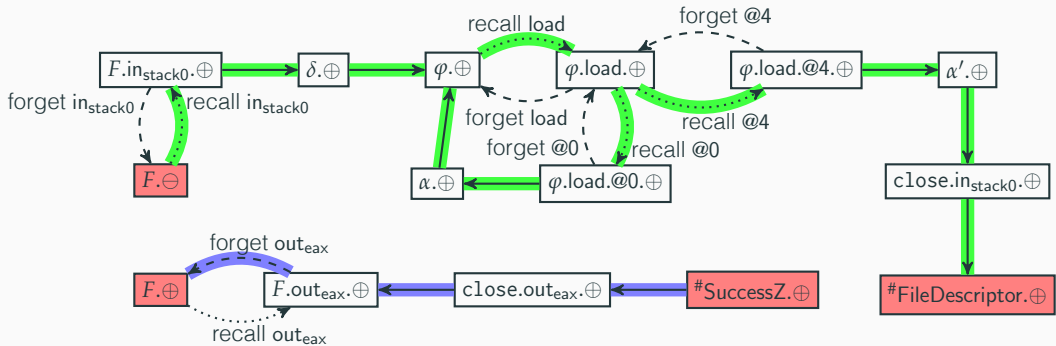 forget @4
recall load
F.in_stack0.⊕ δ.⊕ φ.⊕ φ.load.⊕ φ.load.@4.⊕ α′.⊕
forget in_stack0 recall in_stack0
forget load recall @4
forget @0 recall @0
F.⊖ α.⊕ φ.load.@0.⊕ close.in_stack0.⊕
forget out_eax
F.⊕ F.out_eax.⊕ close.out_eax.⊕ #SuccessZ.⊕ #FileDescriptor.⊕
recall out_eax